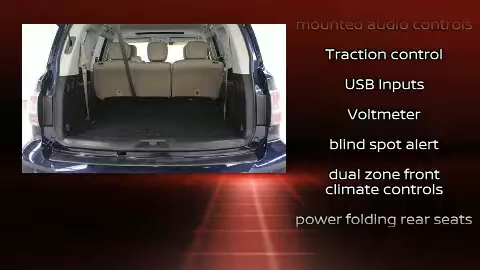 mounted audio controls
Traction control
USB Inputs
Voltmeter
blind spot alert
dual zone front
climate controls
power folding rear seats